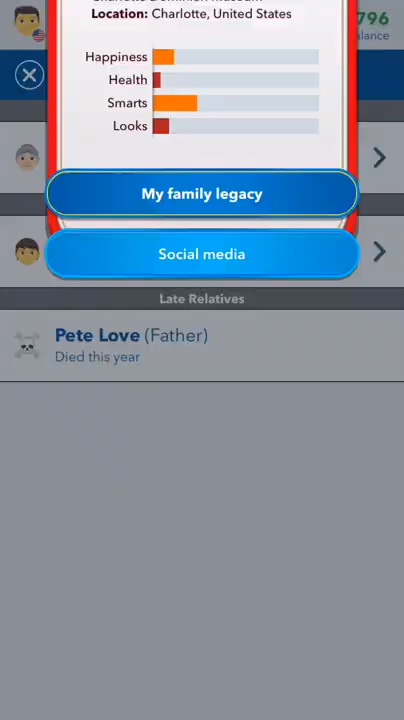 796
Location: Charlotte, United States
alance
Happiness
Health
Smarts
Looks
My family legacy
Social media
Late Relatives
Pete Love (Father)
Died this year